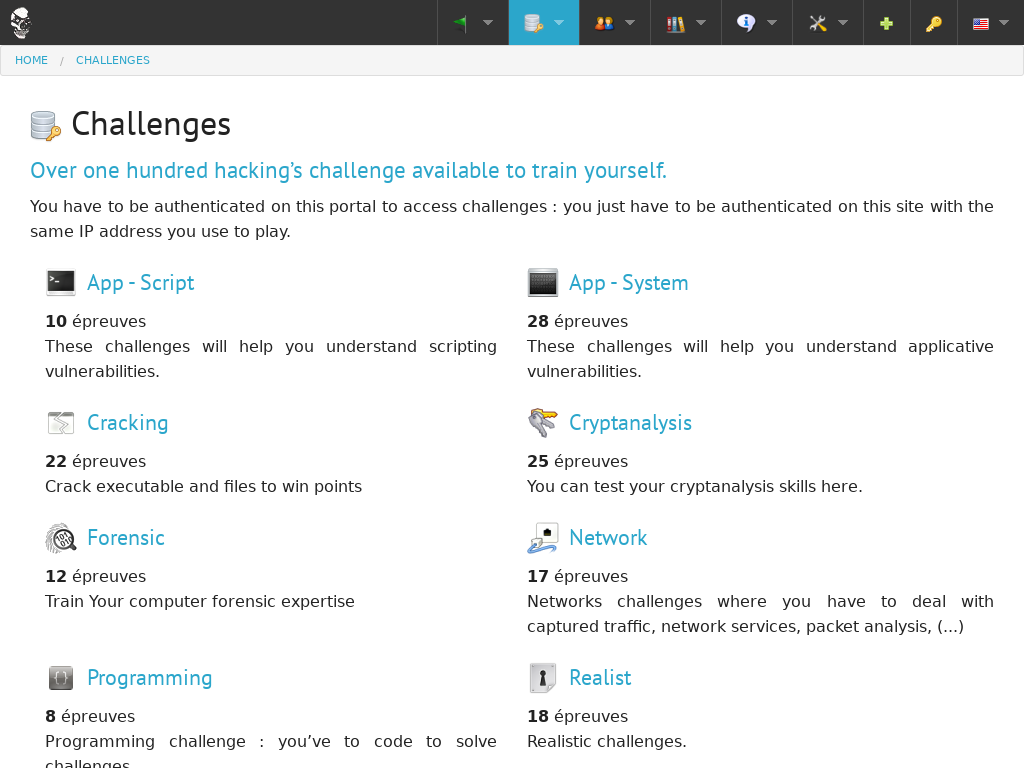 HOME / CHALLENGES
Challenges
Over one hundred hacking’s challenge available to train yourself.
You have to be authenticated on this portal to access challenges : you just have to be authenticated on this site with the
same IP address you use to play.
App - Script
10 épreuves
These challenges will help you understand scripting
vulnerabilities.
App - System
28 épreuves
These challenges will help you understand applicative
vulnerabilities.
Cracking
22 épreuves
Crack executable and files to win points
Cryptanalysis
25 épreuves
You can test your cryptanalysis skills here.
Forensic
12 épreuves
Train Your computer forensic expertise
Network
17 épreuves
Networks challenges where you have to deal with
captured traffic, network services, packet analysis, (...)
Programming
8 épreuves
Programming challenge : you’ve to code to solve
challenges
Realist
18 épreuves
Realistic challenges.